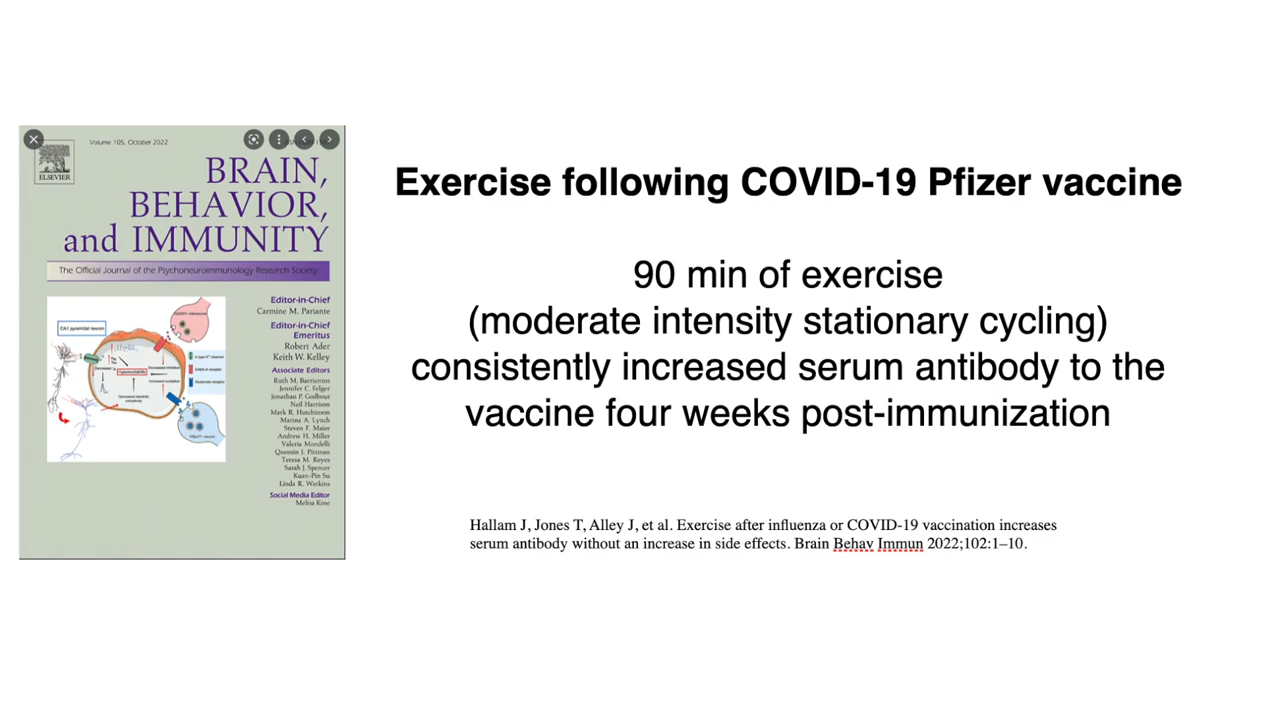 Volume 105, October 2022
ELSEVIER
BRAIN,
BEHAVIOR,
and IMMUNITY
The Official Journal of the Psychoneuroimmunology Research Society
Editor-in-Chief
Carmine M. Pariante
Editor-in-Chief
Emeritus
Robert Ader
Keith W. Kelley
Associate Editors
Ruth M. Barrientos
Jennifer C. Felger
Jonathan P. Godbout
Neil Harrison
Mark R. Hutchinson
Marina A. Lynch
Steven F. Maier
Andrew H. Miller
Valeria Mondelli
Quentin J. Pittman
Teresa M. Reyes
Sarah J. Spencer
Kuan-Pin Su
Linda R. Watkins
Social Media Editor
Melisa Kose
CA1 pyramidal neuron
Exercise following COVID-19 Pfizer vaccine
90 min of exercise
(moderate intensity stationary cycling)
consistently increased serum antibody to the
vaccine four weeks post-immunization
Hallam J, Jones T, Alley J, et al. Exercise after influenza or COVID-19 vaccination increases
serum antibody without an increase in side effects. Brain Behav Immun 2022;102:1–10.